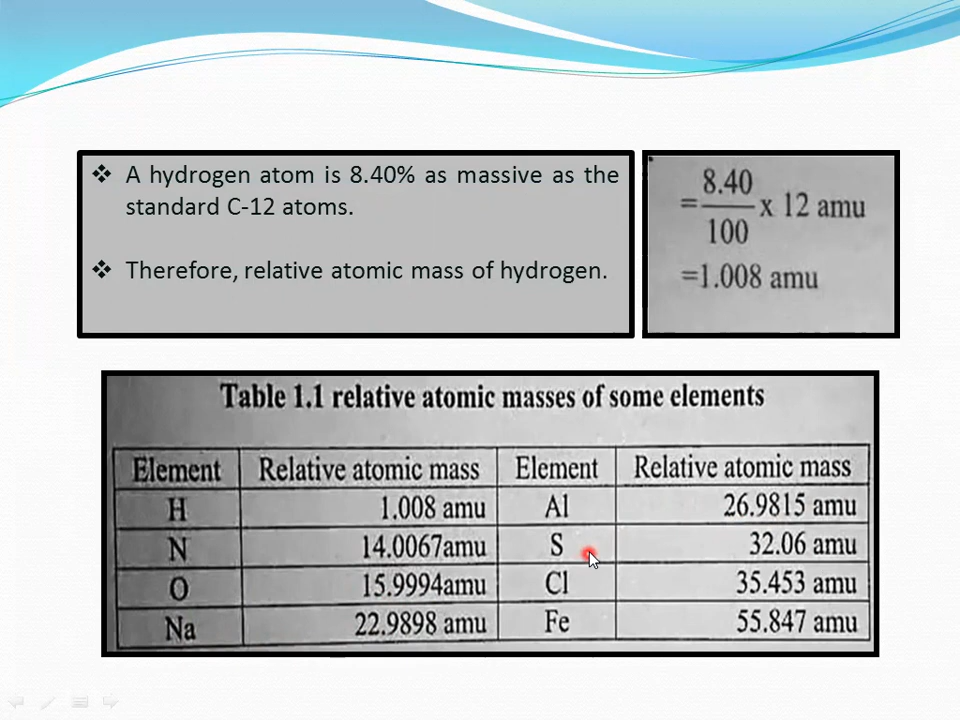 ❖ A hydrogen atom is 8.40% as massive as the
standard C-12 atoms.
❖ Therefore, relative atomic mass of hydrogen.
= 8.40/100 x 12 amu
=1.008 amu
Table 1.1 relative atomic masses of some elements
Element Relative atomic mass Element Relative atomic mass
H 1.008 amu Al 26.9815 amu
N 14.0067amu S 32.06 amu
O 15.9994amu Cl 35.453 amu
Na 22.9898 amu Fe 55.847 amu